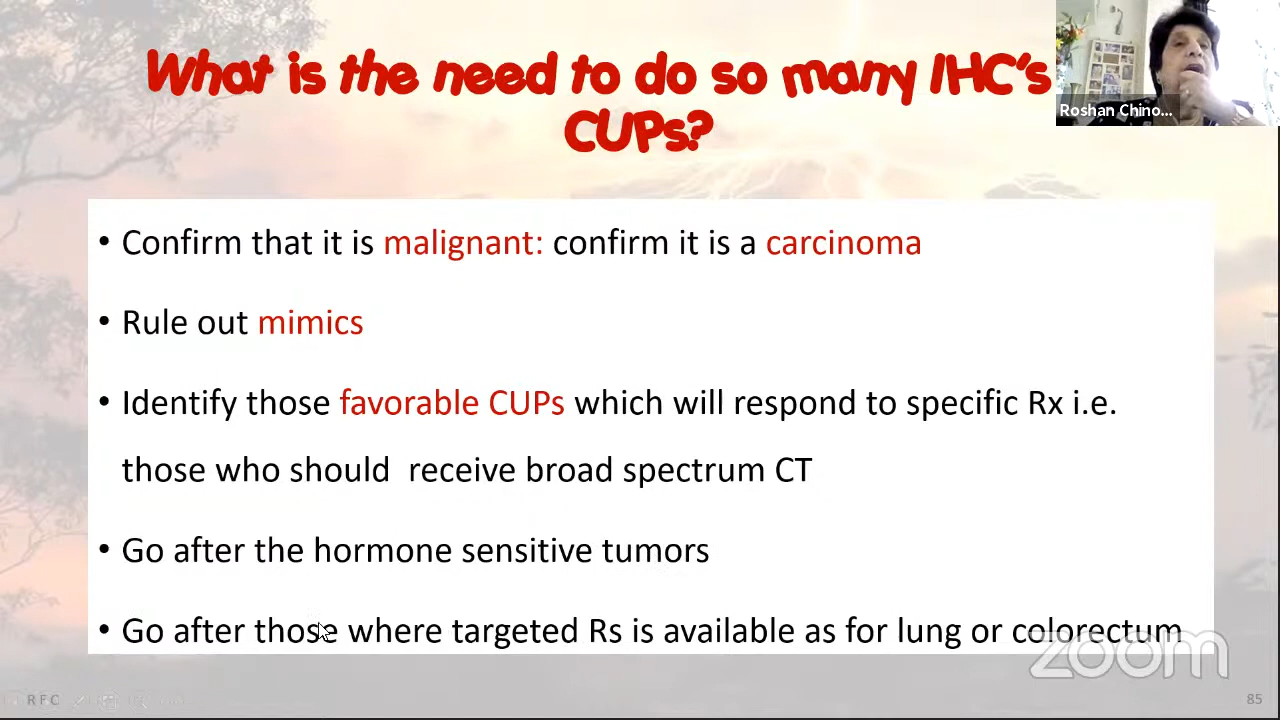 What is the need to do so many IHC's
CUPs?
Roshan Chino...
• Confirm that it is malignant: confirm it is a carcinoma
• Rule out mimics
• Identify those favorable CUPs which will respond to specific Rx i.e.
those who should receive broad spectrum CT
• Go after the hormone sensitive tumors
• Go after those where targeted Rs is available as for lung or colorectum
zoom
RFC
85